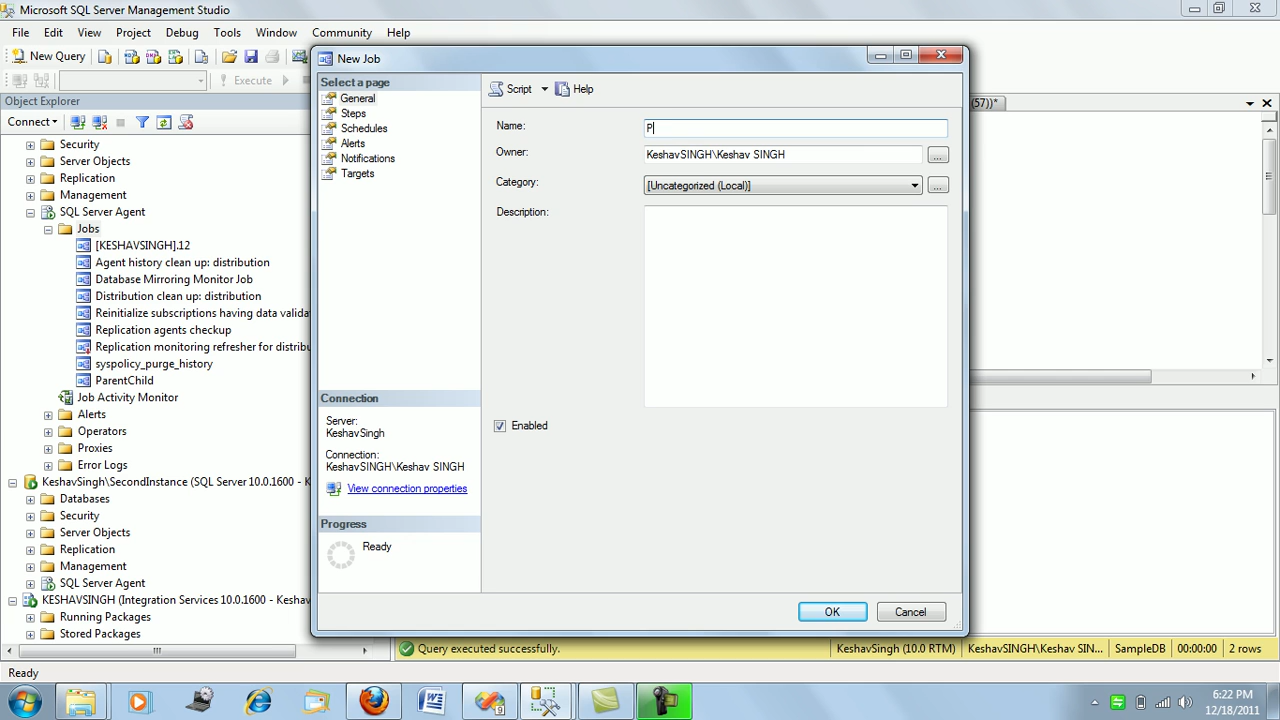 Microsoft SQL Server Management Studio
File Edit View Project Debug Tools Window Community Help
New Query
Execute
Object Explorer
Connect
Security
Server Objects
Replication
Management
SQL Server Agent
Jobs
[KESHAVSINGH].12
Agent history clean up: distribution
Database Mirroring Monitor Job
Distribution clean up: distribution
Reinitialize subscriptions having data valida
Replication agents checkup
Replication monitoring refresher for distribu
syspolicy_purge_history
ParentChild
Job Activity Monitor
Alerts
Operators
Proxies
Error Logs
KeshavSingh\SecondInstance (SQL Server 10.0.1600 - K
Databases
Security
Server Objects
Replication
Management
SQL Server Agent
KESHAVSINGH (Integration Services 10.0.1600 - Keshav
Running Packages
Stored Packages
New Job
Select a page
General
Steps
Schedules
Alerts
Notifications
Targets
Connection
Server:
KeshavSingh
Connection:
KeshavSINGH\Keshav SINGH
View connection properties
Progress
Ready
Script Help
Name: P
Owner: KeshavSINGH\Keshav SINGH ...
Category: [Uncategorized (Local)] ...
Description:
Enabled
OK Cancel
(57))*
Query executed successfully. KeshavSingh (10.0 RTM) KeshavSINGH\Keshav SIN... SampleDB 00:00:00 2 rows
Ready
6:22 PM
12/18/2011